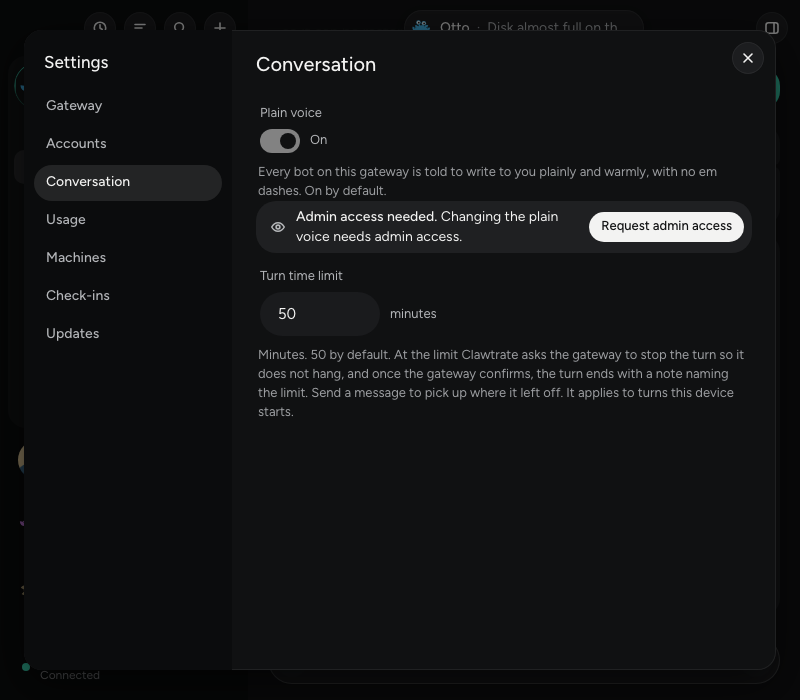 Otto · Disk almost full on th
Settings
Gateway
Accounts
Conversation
Usage
Machines
Check-ins
Updates
Connected
Conversation
Plain voice
On
Every bot on this gateway is told to write to you plainly and warmly, with no em
dashes. On by default.
Admin access needed. Changing the plain
voice needs admin access.
Request admin access
Turn time limit
50 minutes
Minutes. 50 by default. At the limit Clawtrate asks the gateway to stop the turn so it
does not hang, and once the gateway confirms, the turn ends with a note naming
the limit. Send a message to pick up where it left off. It applies to turns this device
starts.